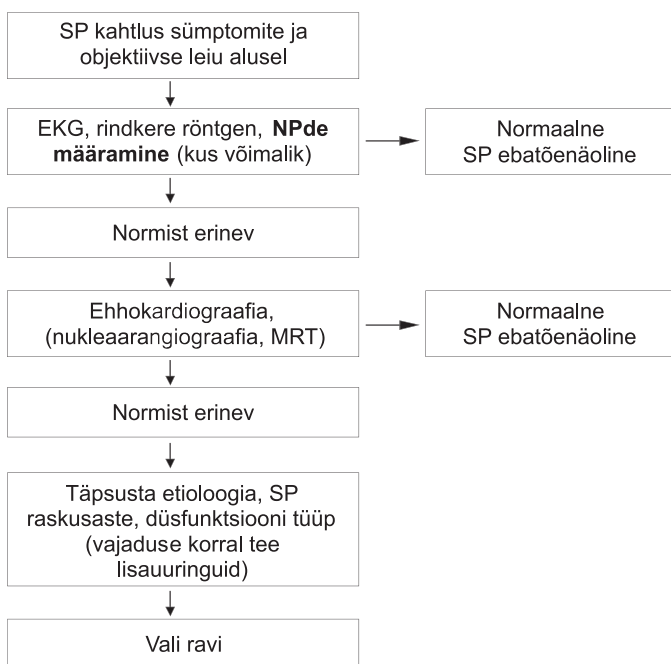 SP kahtlus sümptomite ja
objektiivse leiu alusel
EKG, rindkere röntgen, NPde
määramine (kus võimalik)
Normaalne
SP ebatõenäoline
Normist erinev
Ehhokardiograafia,
(nukleaarangiograafia, MRT)
Normaalne
SP ebatõenäoline
Normist erinev
Täpsusta etioloogia, SP
raskusaste, düsfunktsiooni tüüp
(vajaduse korral tee
lisauuringuid)
Vali ravi